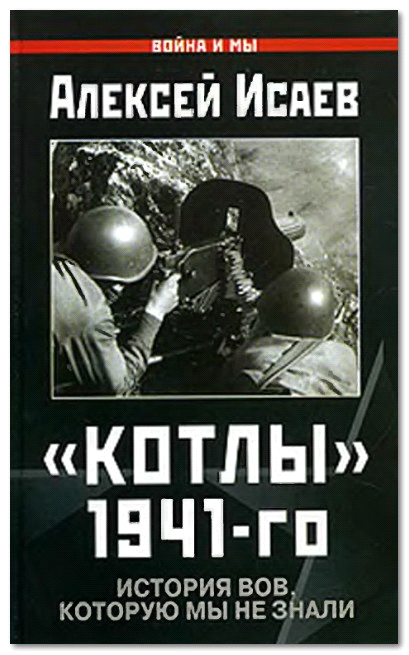 ВОЙНА И МЫ
АЛЕКСЕЙ ИСАЕВ
«КОТЛЫ»
1941-го
ИСТОРИЯ ВОВ,
КОТОРУЮ МЫ НЕ ЗНАЛИ